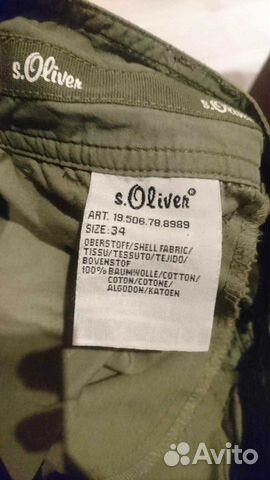 s.Oliver
s.Oliver
s.Oliver®
ART. 19.506.78.8989
SIZE: 34
OBERSTOFF/SHELL FABRIC/
TISSU/TESSUTO/TEJIDO/
BOVENSTOF
100% BAUMWOLLE/COTTON/
COTON/COTONE/
ALGODON/KATOEN
Avito